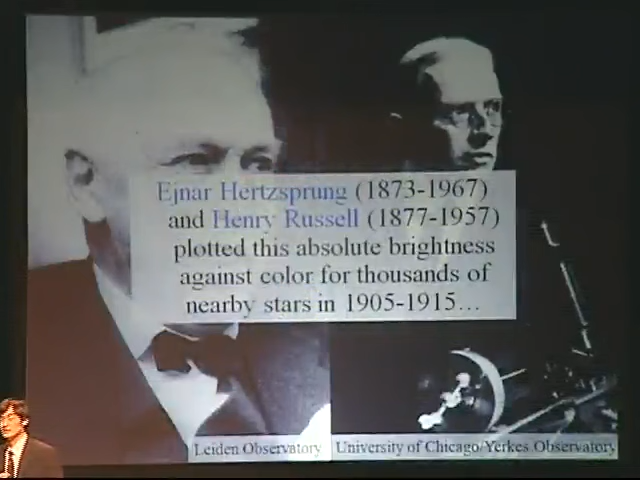 Ejnar Hertzsprung (1873-1967)
and Henry Russell (1877-1957)
plotted this absolute brightness
against color for thousands of
nearby stars in 1905-1915...
Leiden Observatory
University of Chicago/Yerkes Observatory